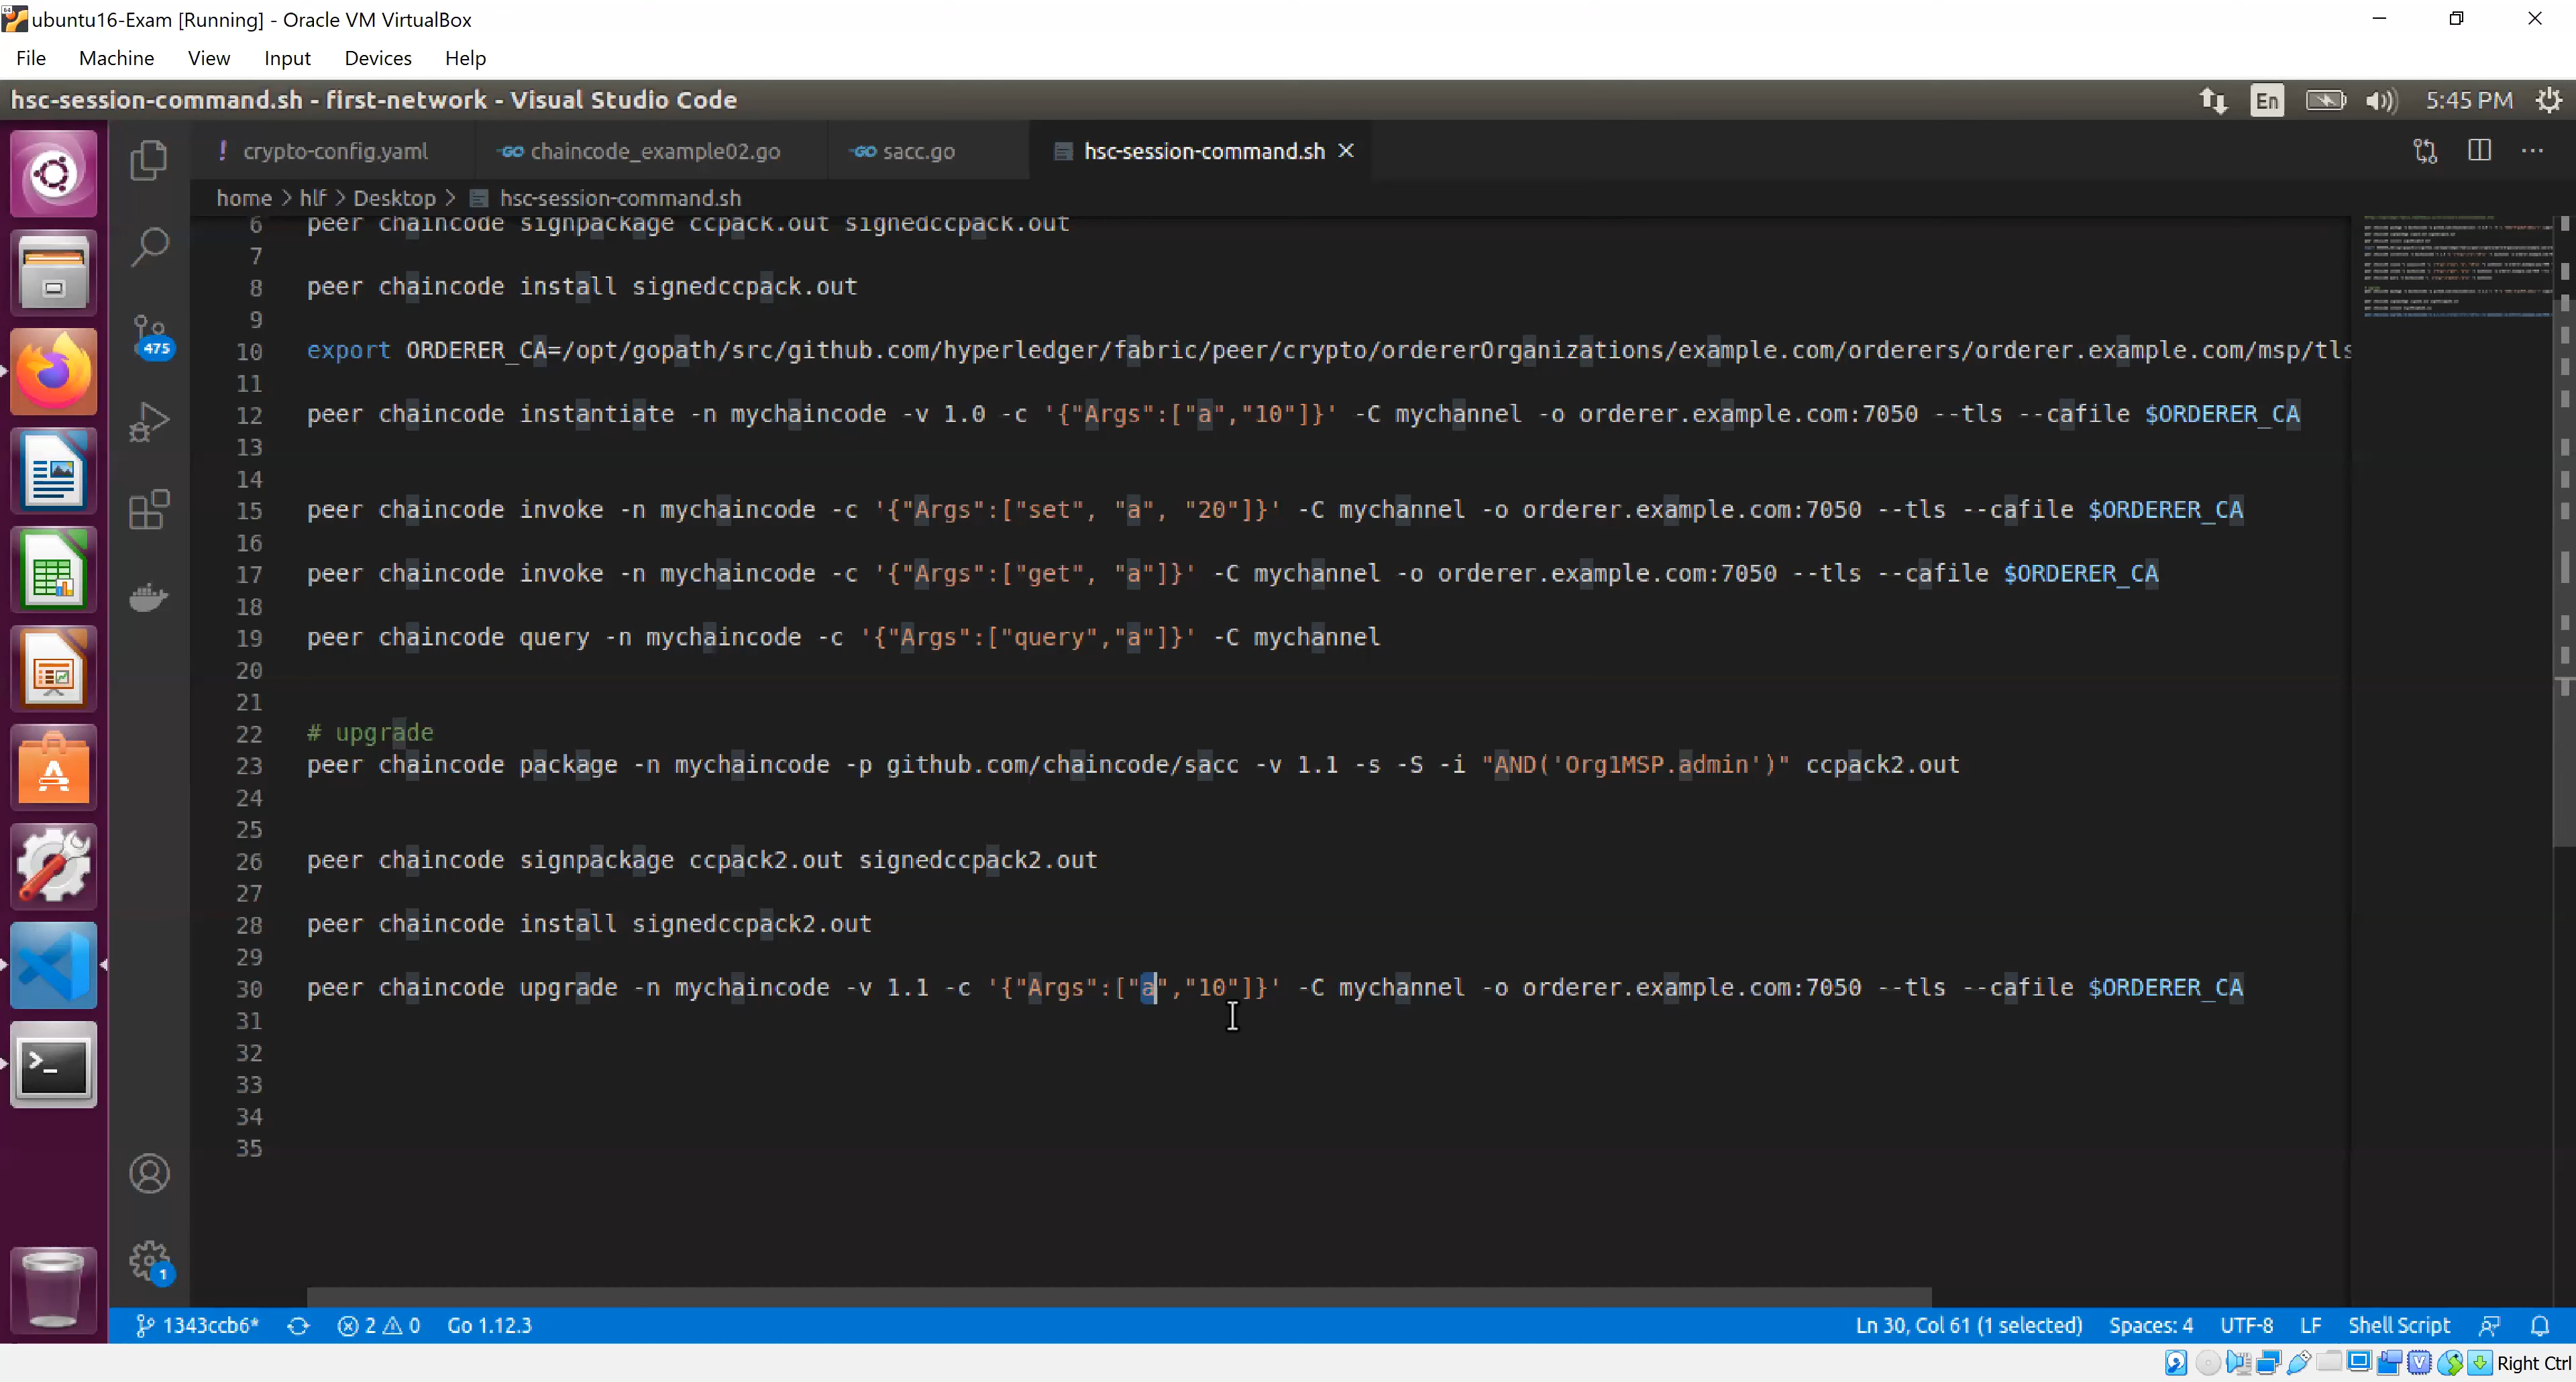 ubuntu16-Exam [Running] - Oracle VM VirtualBox
File Machine View Input Devices Help
hsc-session-command.sh - first-network - Visual Studio Code
En 5:45 PM
! crypto-config.yaml GO chaincode_example02.go GO sacc.go hsc-session-command.sh
home > hlf > Desktop > hsc-session-command.sh
6 peer chaincode signpackage ccpack.out signedccpack.out
7
8 peer chaincode install signedccpack.out
9
10 export ORDERER_CA=/opt/gopath/src/github.com/hyperledger/fabric/peer/crypto/ordererOrganizations/example.com/orderers/orderer.example.com/msp/tls
11
12 peer chaincode instantiate -n mychaincode -v 1.0 -c '{"Args":["a","10"]}' -C mychannel -o orderer.example.com:7050 --tls --cafile $ORDERER_CA
13
14
15 peer chaincode invoke -n mychaincode -c '{"Args":["set", "a", "20"]}' -C mychannel -o orderer.example.com:7050 --tls --cafile $ORDERER_CA
16
17 peer chaincode invoke -n mychaincode -c '{"Args":["get", "a"]}' -C mychannel -o orderer.example.com:7050 --tls --cafile $ORDERER_CA
18
19 peer chaincode query -n mychaincode -c '{"Args":["query","a"]}' -C mychannel
20
21
22 # upgrade
23 peer chaincode package -n mychaincode -p github.com/chaincode/sacc -v 1.1 -s -S -i "AND('Org1MSP.admin')" ccpack2.out
24
25
26 peer chaincode signpackage ccpack2.out signedccpack2.out
27
28 peer chaincode install signedccpack2.out
29
30 peer chaincode upgrade -n mychaincode -v 1.1 -c '{"Args":["a","10"]}' -C mychannel -o orderer.example.com:7050 --tls --cafile $ORDERER_CA
31
32
33
34
35
475
1
1343ccb6* 2 0 Go 1.12.3 Ln 30, Col 61 (1 selected) Spaces: 4 UTF-8 LF Shell Script
Right Ctrl